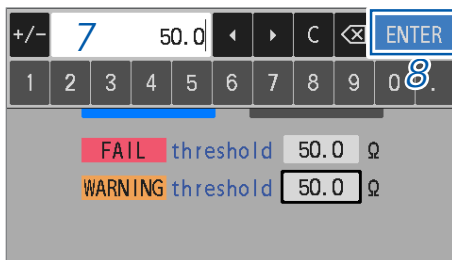 +/- 7 50.0 ◂ ▸ C ⌫ ENTER
1 2 3 4 5 6 7 8 9 0 8 .
FAIL threshold 50.0 Ω
WARNING threshold 50.0 Ω